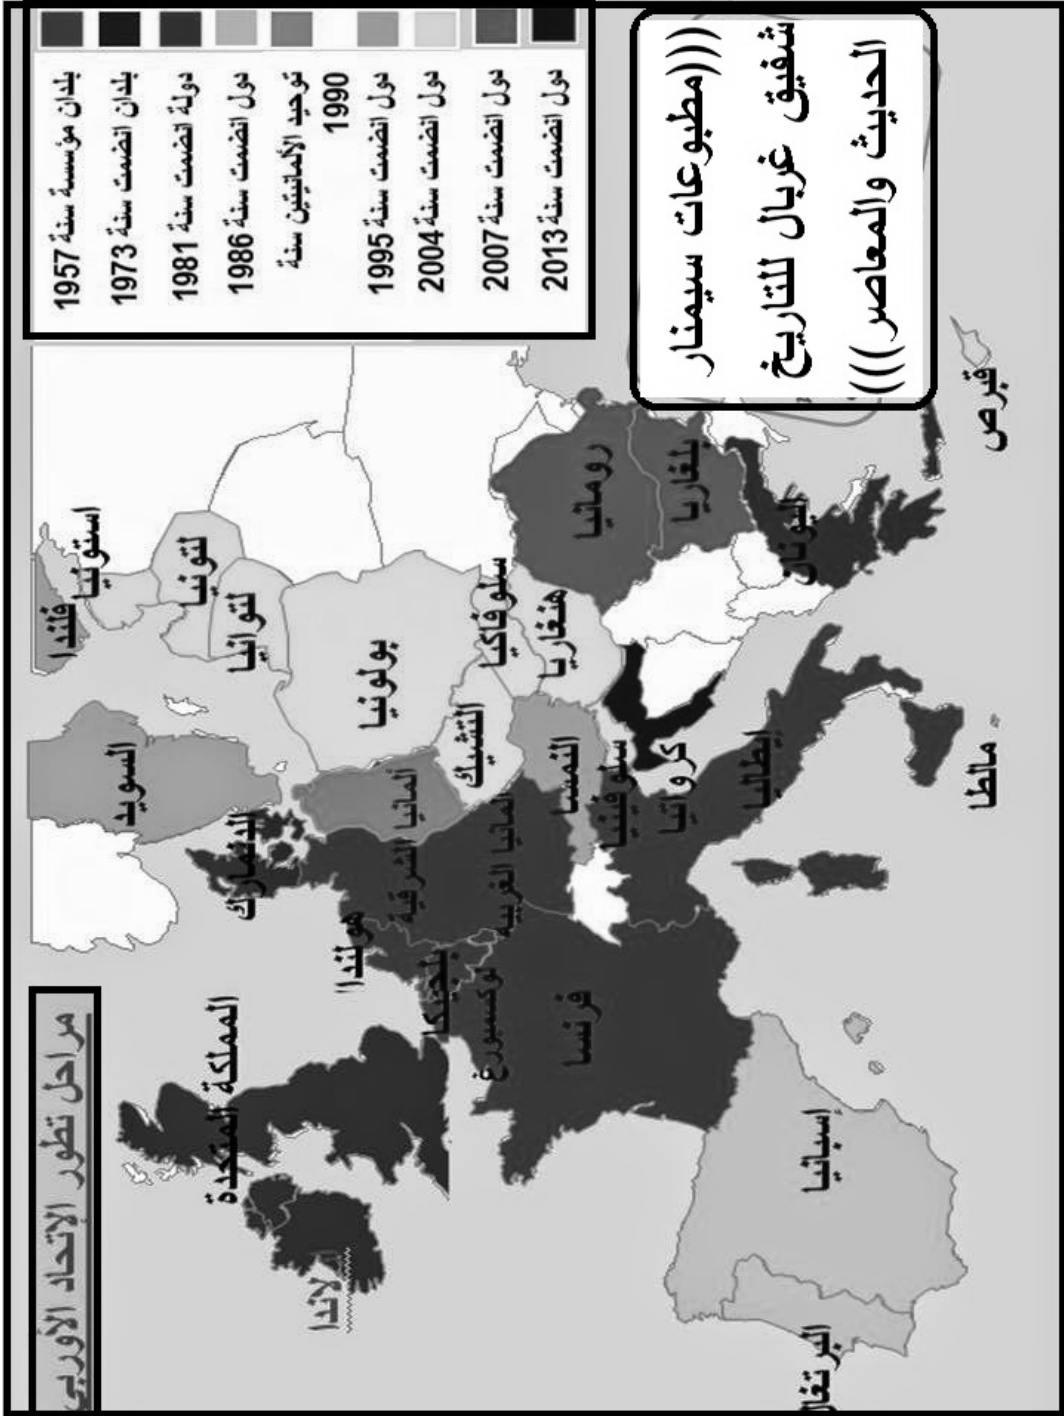 مراحل تطور الإتحاد الأوربي
بلدان مؤسسة سنة 1957
بلدان انضمت سنة 1973
دولة انضمت سنة 1981
دول انضمت سنة 1986
توحيد الألمانيتين سنة
1990
دول انضمت سنة 1995
دول انضمت سنة 2004
دول انضمت سنة 2007
دول انضمت سنة 2013
((((مطبوعات سيمنار
شفيق غربال للتاريخ
الحديث والمعاصر))))
فلندا
استونيا
السويد
لتونيا
لتوانيا
المملكة المتحدة
الدنمارك
لاندا
هولندا
بولونيا
ألمانيا الشرقية
بلجيكا
التشيك
سلوفاكيا
ألمانيا الغربية
لوكسمبورغ
هنغاريا
النمسا
فرنسا
رومانيا
سلوفينيا
كرواتيا
بلغاريا
إيطاليا
اليونان
إسبانيا
البرتغال
مالطا
قبرص